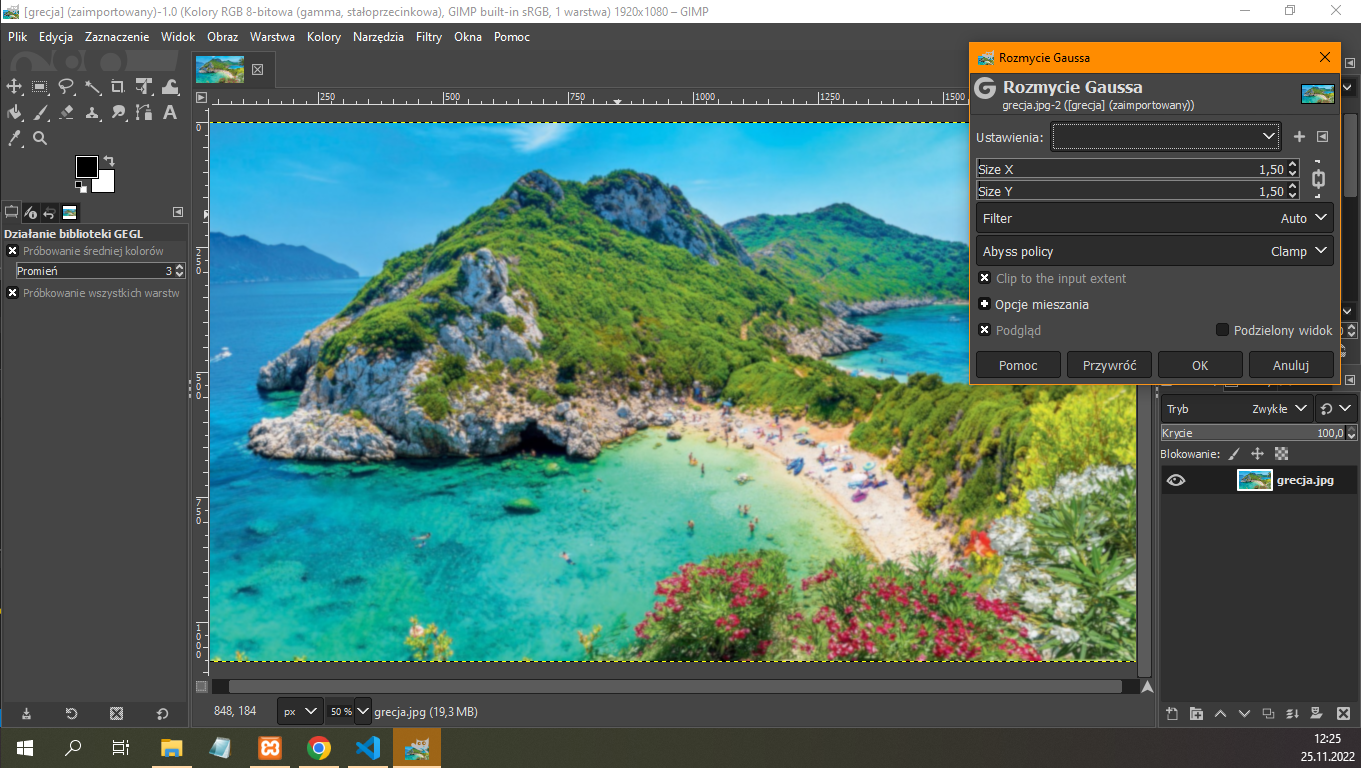 [grecja] (zaimportowany)-1.0 (Kolory RGB 8-bitowa (gamma, stałoprzecinkowa), GIMP built-in sRGB, 1 warstwa) 1920x1080 – GIMP
Plik Edycja Zaznaczenie Widok Obraz Warstwa Kolory Narzędzia Filtry Okna Pomoc
250 500 750 1000 1250 1500
0
250
500
750
1000
Działanie biblioteki GEGL
Próbowanie średniej kolorów
Promień 3
Próbkowanie wszystkich warstw
Rozmycie Gaussa
Rozmycie Gaussa
grecja.jpg-2 ([grecja] (zaimportowany))
Ustawienia:
Size X 1,50
Size Y 1,50
Filter Auto
Abyss policy Clamp
Clip to the input extent
Opcje mieszania
Podgląd Podzielony widok
Pomoc Przywróć OK Anuluj
Tryb Zwykłe
Krycie 100,0
Blokowanie:
grecja.jpg
848, 184 px 50 % grecja.jpg (19,3 MB)
12:25
25.11.2022